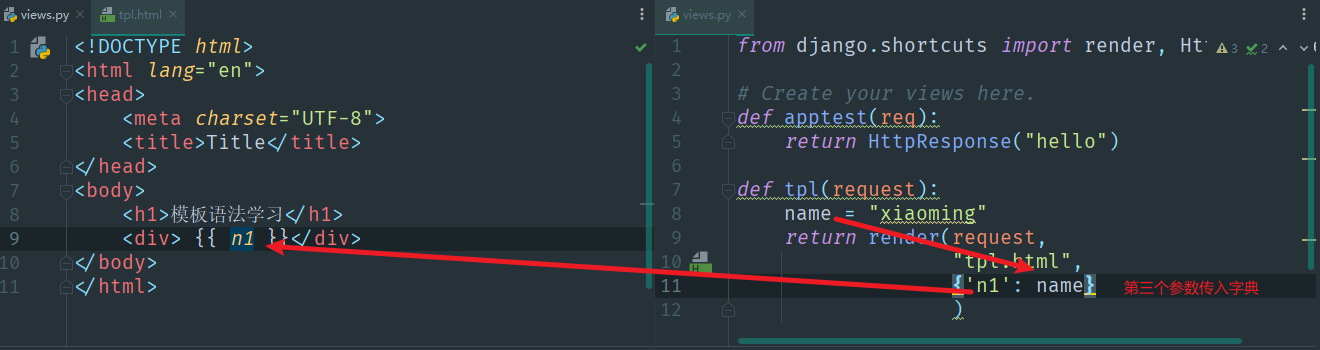 views.py
tpl.html
1 <!DOCTYPE html>
2 <html lang="en">
3 <head>
4 <meta charset="UTF-8">
5 <title>Title</title>
6 </head>
7 <body>
8 <h1>模板语法学习</h1>
9 <div> {{ n1 }}</div>
10 </body>
11 </html>
views.py
1 from django.shortcuts import render, Ht
3 2
2
3 # Create your views here.
4 def apptest(req):
5 return HttpResponse("hello")
6
7 def tpl(request):
8 name = "xiaoming"
9 return render(request,
10 "tpl.html",
11 {'n1': name} 第三个参数传入字典
12 )